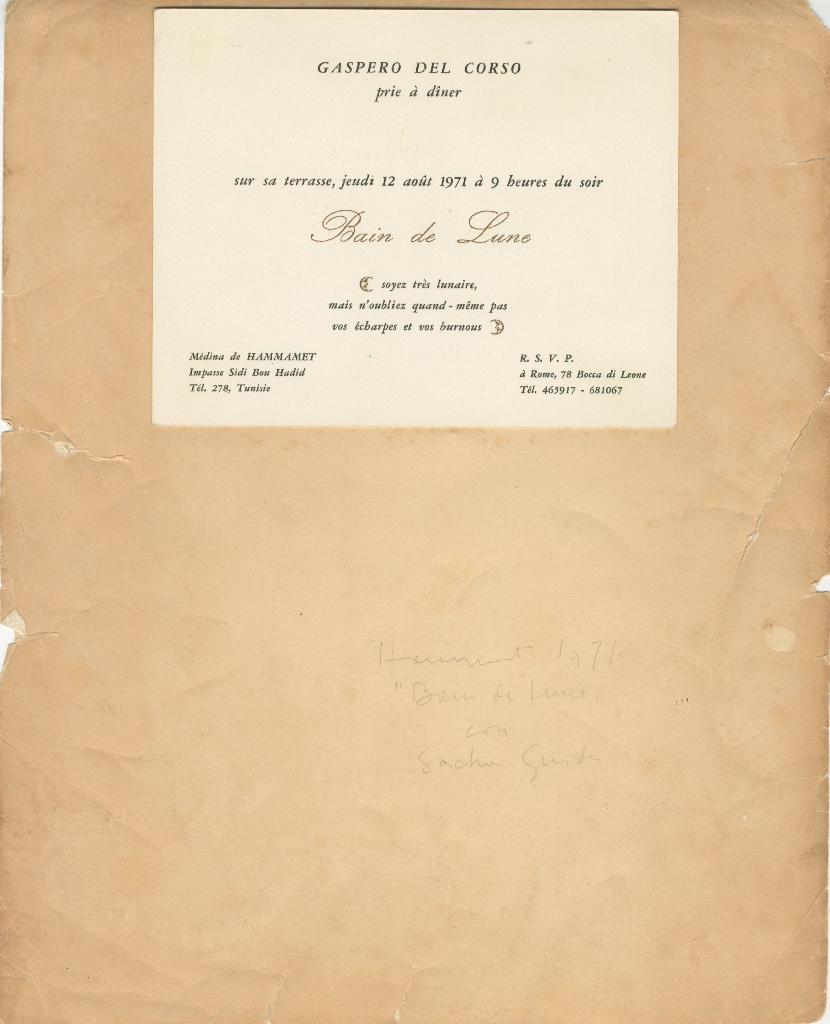 GASPERO DEL CORSO
prie à dîner
sur sa terrasse, jeudi 12 août 1971 à 9 heures du soir
Bain de Lune
soyez très lunaire,
mais n'oubliez quand-même pas
vos écharpes et vos burnous
Médina de HAMMAMET
Impasse Sidi Bou Hadid
Tél. 278, Tunisie
R. S. V. P.
à Rome, 78 Bocca di Leone
Tél. 465917 - 681067
1971
"Bain de Lune"
con
Sacha